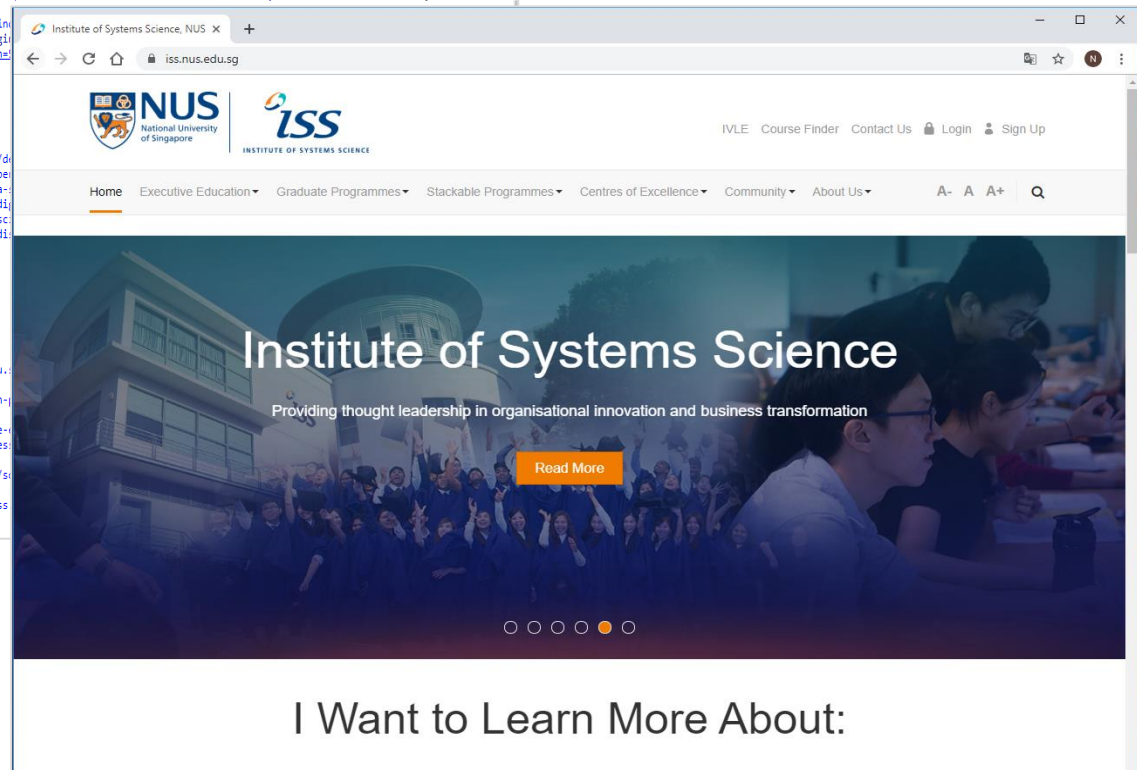 Institute of Systems Science, NUS
iss.nus.edu.sg
N
NUS
National University
of Singapore
iss
INSTITUTE OF SYSTEMS SCIENCE
IVLE Course Finder Contact Us Login Sign Up
Home Executive Education Graduate Programmes Stackable Programmes Centres of Excellence Community About Us A- A A+
Institute of Systems Science
Providing thought leadership in organisational innovation and business transformation
Read More
I Want to Learn More About: